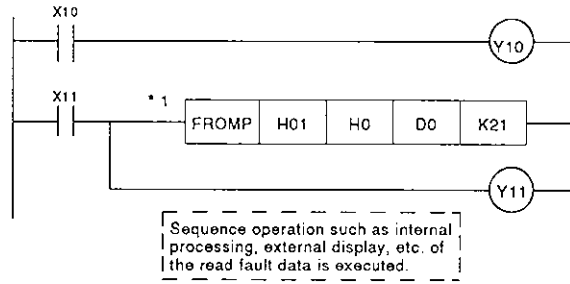 X10
Y10
X11
* 1
FROMP H01 H0 D0 K21
Y11
Sequence operation such as internal
processing, external display, etc. of
the read fault data is executed.